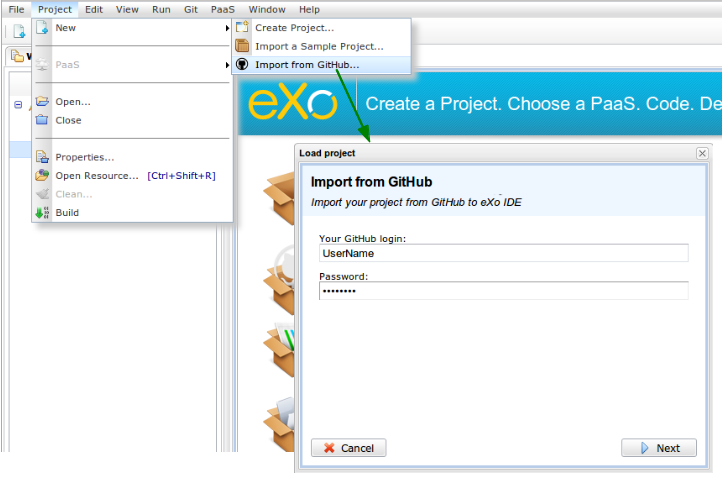 File Project Edit View Run Git PaaS Window Help
New
Create Project...
Import a Sample Project...
PaaS
Import from GitHub...
Open...
Close
eXo
Create a Project. Choose a PaaS. Code. De
Load project
Properties...
Open Resource... [Ctrl+Shift+R]
Clean...
Build
Import from GitHub
Import your project from GitHub to eXo IDE
Your GitHub login:
UserName
Password:
••••••••
Cancel
Next